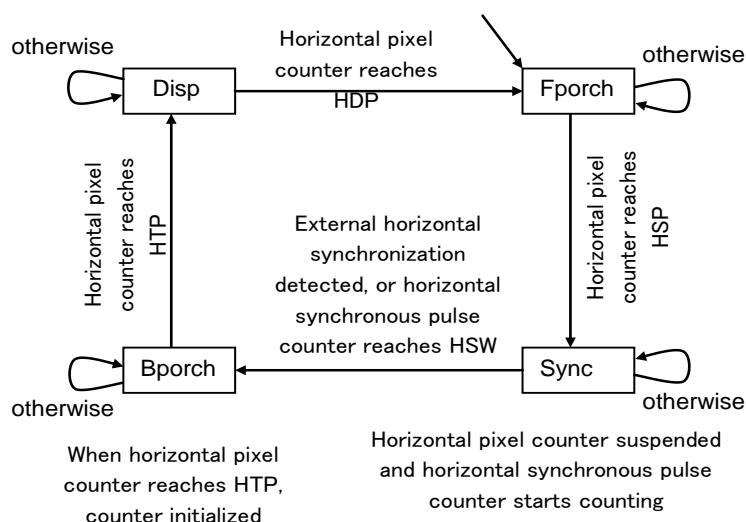 otherwise
Horizontal pixel
counter reaches
HDP
otherwise
Disp
Fporch
Horizontal pixel
counter reaches
HTP
External horizontal
synchronization
detected, or horizontal
synchronous pulse
counter reaches HSW
Horizontal pixel
counter reaches
HSP
Bporch
Sync
otherwise
otherwise
When horizontal pixel
counter reaches HTP,
counter initialized
Horizontal pixel counter suspended
and horizontal synchronous pulse
counter starts counting